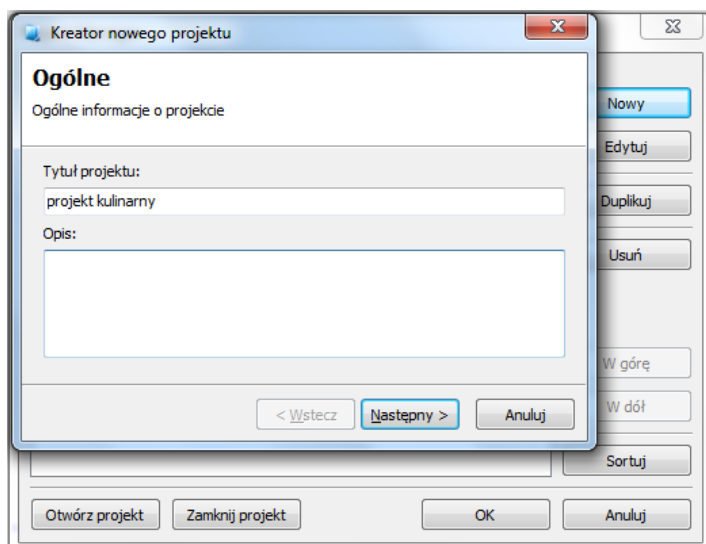 Kreator nowego projektu
Ogólne
Ogólne informacje o projekcie
Tytuł projektu:
projekt kulinarny
Opis:
< Wstecz
Następny >
Anuluj
Nowy
Edytuj
Duplikuj
Usuń
W górę
W dół
Sortuj
Otwórz projekt
Zamknij projekt
OK
Anuluj